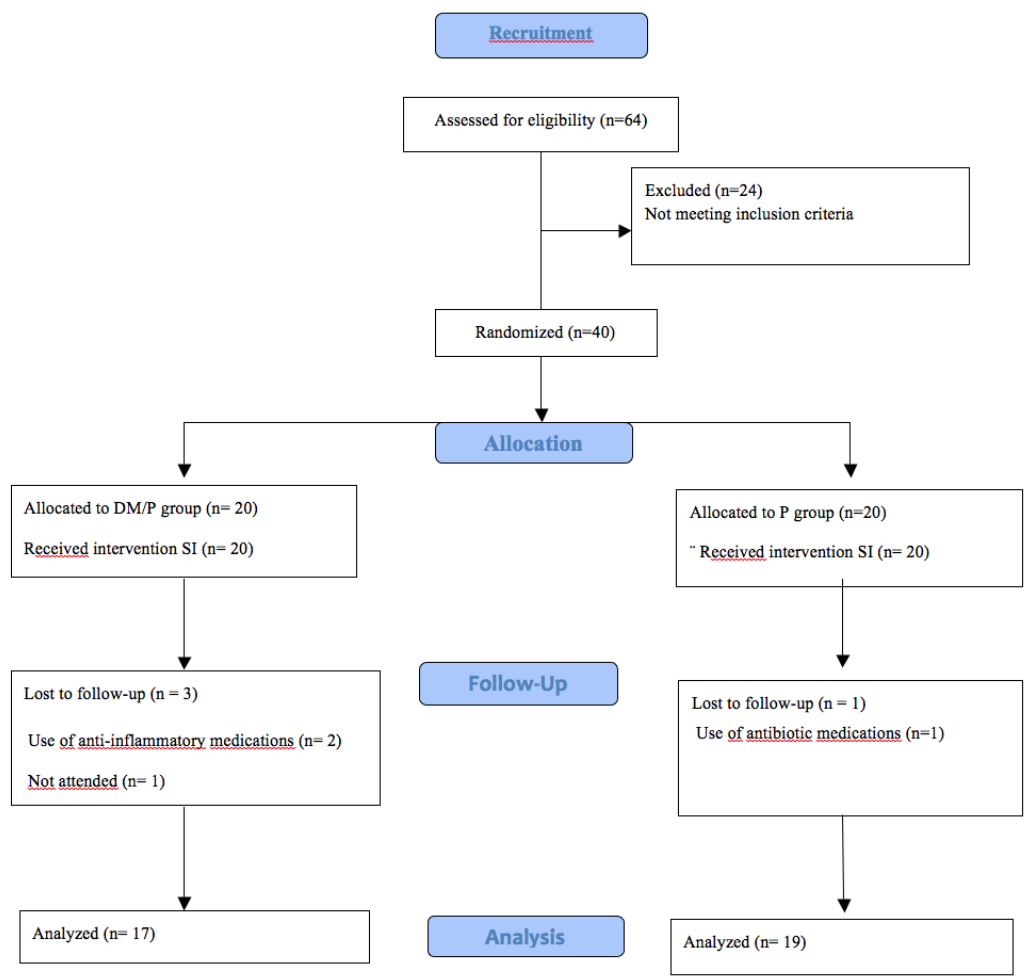 Recruitment
Assessed for eligibility (n=64)
Excluded (n=24)
Not meeting inclusion criteria
Randomized (n=40)
Allocation
Allocated to DM/P group (n= 20)
Received intervention SI (n= 20)
Allocated to P group (n=20)
¨ Received intervention SI (n= 20)
Follow-Up
Lost to follow-up (n = 3)
Use of anti-inflammatory medications (n= 2)
Not attended (n= 1)
Lost to follow-up (n = 1)
Use of antibiotic medications (n=1)
Analysis
Analyzed (n= 17)
Analyzed (n= 19)